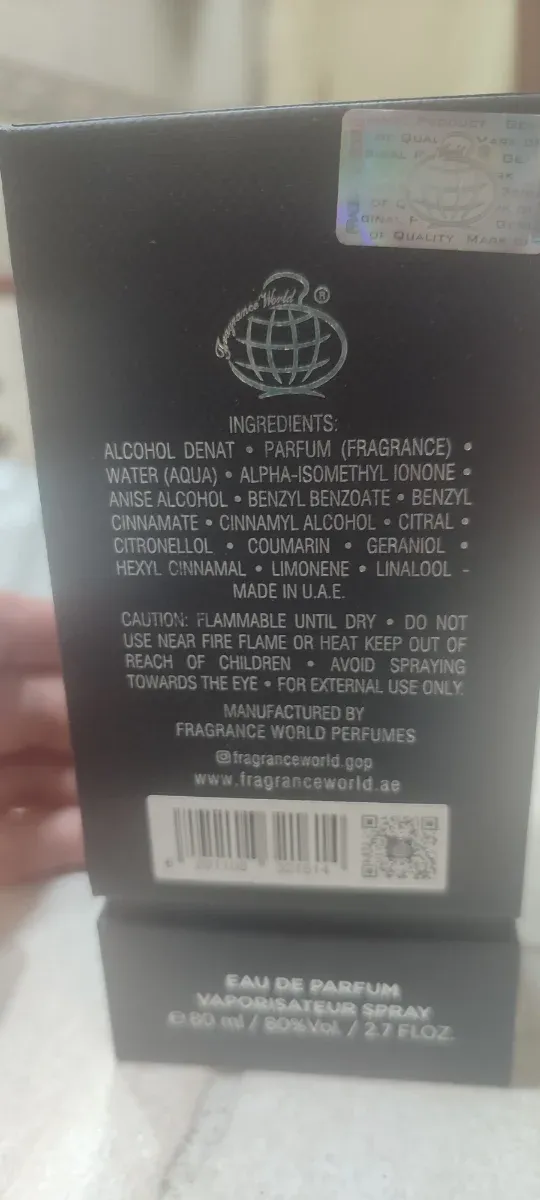 OF QUALITY MARK
Fragrance World ®
INGREDIENTS:
ALCOHOL DENAT • PARFUM (FRAGRANCE) •
WATER (AQUA) • ALPHA-ISOMETHYL IONONE •
ANISE ALCOHOL • BENZYL BENZOATE • BENZYL
CINNAMATE • CINNAMYL ALCOHOL • CITRAL •
CITRONELLOL • COUMARIN • GERANIOL •
HEXYL CINNAMAL • LIMONENE • LINALOOL -
MADE IN U.A.E.
CAUTION: FLAMMABLE UNTIL DRY • DO NOT
USE NEAR FIRE FLAME OR HEAT KEEP OUT OF
REACH OF CHILDREN • AVOID SPRAYING
TOWARDS THE EYE • FOR EXTERNAL USE ONLY.
MANUFACTURED BY
FRAGRANCE WORLD PERFUMES
@fragranceworld.gop
www.fragranceworld.ae
EAU DE PARFUM
VAPORISATEUR SPRAY
℮ 80 ml / 80% Vol. / 2.7 FL.OZ.